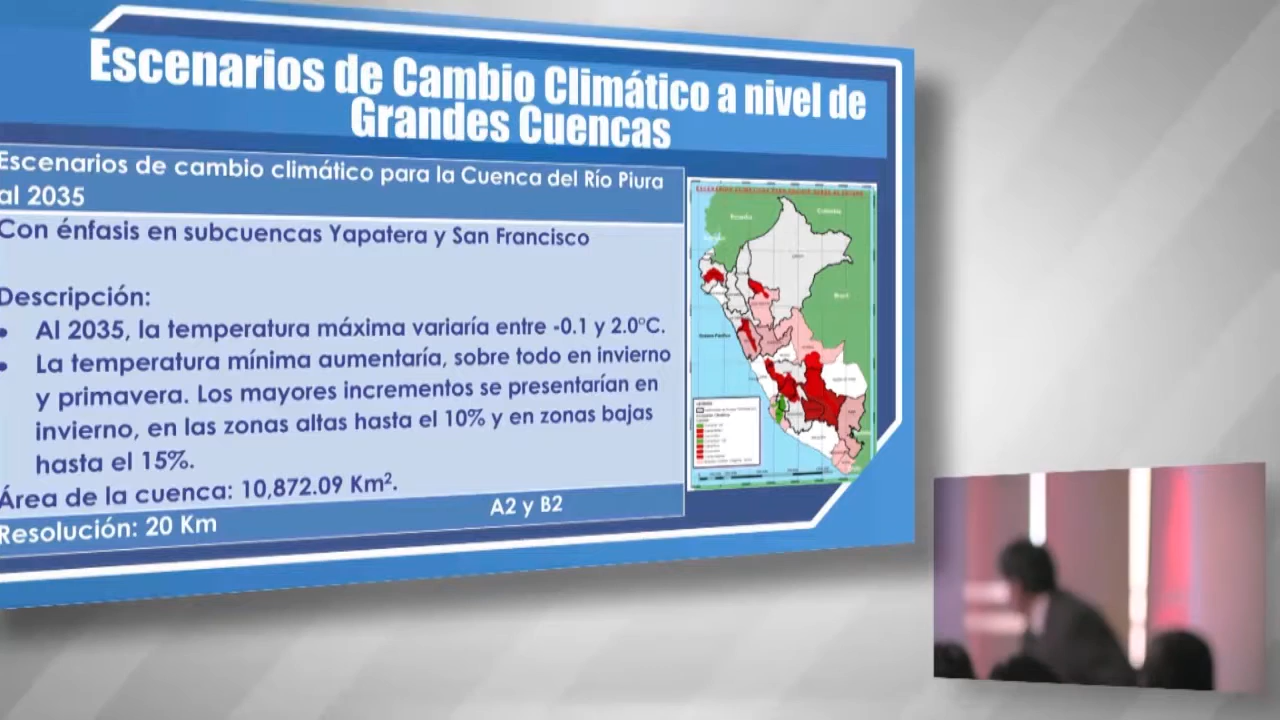 Escenarios de Cambio Climático a nivel de
Grandes Cuencas
Escenarios de cambio climático para la Cuenca del Río Piura
al 2035
Con énfasis en subcuencas Yapatera y San Francisco
Descripción:
• Al 2035, la temperatura máxima variaría entre -0.1 y 2.0°C.
• La temperatura mínima aumentaría, sobre todo en invierno
y primavera. Los mayores incrementos se presentarían en
invierno, en las zonas altas hasta el 10% y en zonas bajas
hasta el 15%.
Área de la cuenca: 10,872.09 Km².
A2 y B2
Resolución: 20 Km
Ecuador
Colombia
Brasil